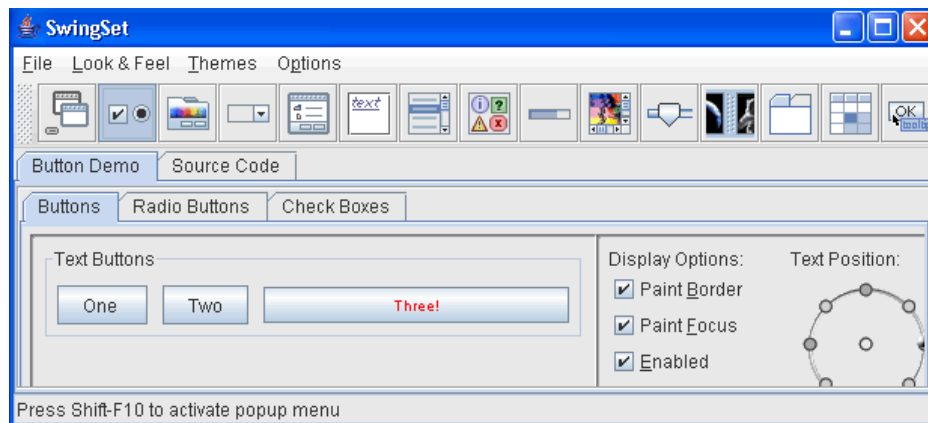 SwingSet
File Look & Feel Themes Options
text
OK
Button Demo Source Code
Buttons Radio Buttons Check Boxes
Text Buttons
One Two Three!
Display Options:
Paint Border
Paint Focus
Enabled
Text Position:
Press Shift-F10 to activate popup menu